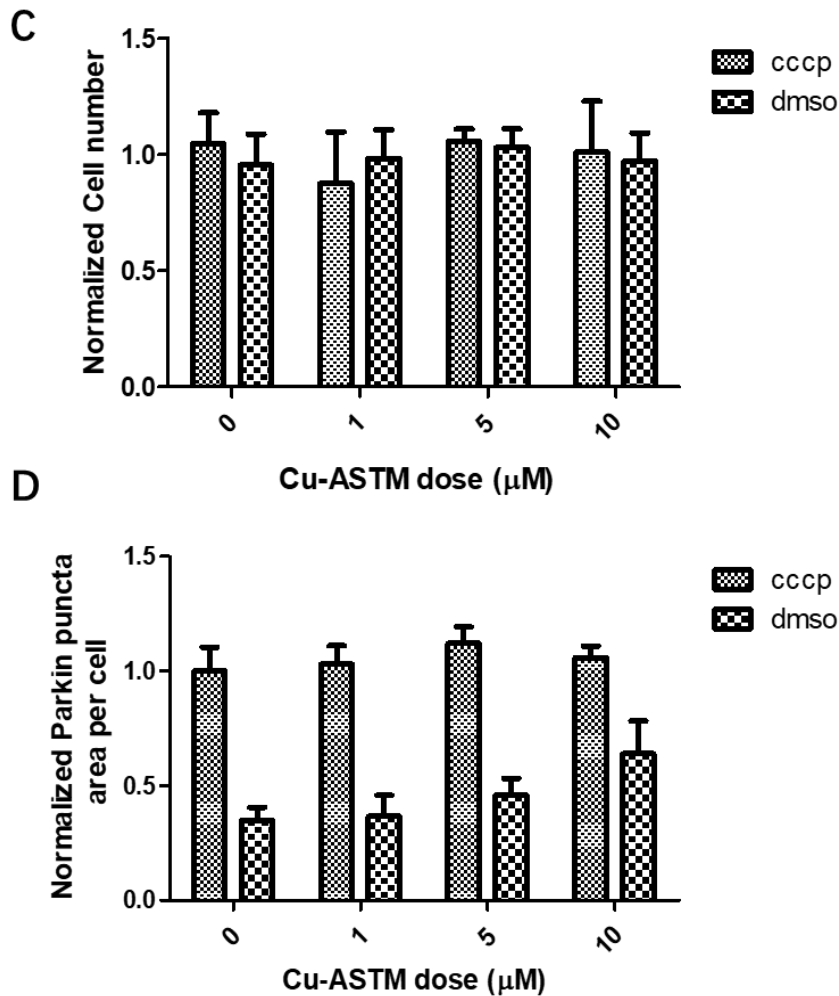 C
Normalized Cell number
1.5
1.0
0.5
0.0
0
1
5
10
Cu-ASTM dose (μM)
cccp
dmso
D
Normalized Parkin puncta
area per cell
1.5
1.0
0.5
0.0
0
1
5
10
Cu-ASTM dose (μM)
cccp
dmso